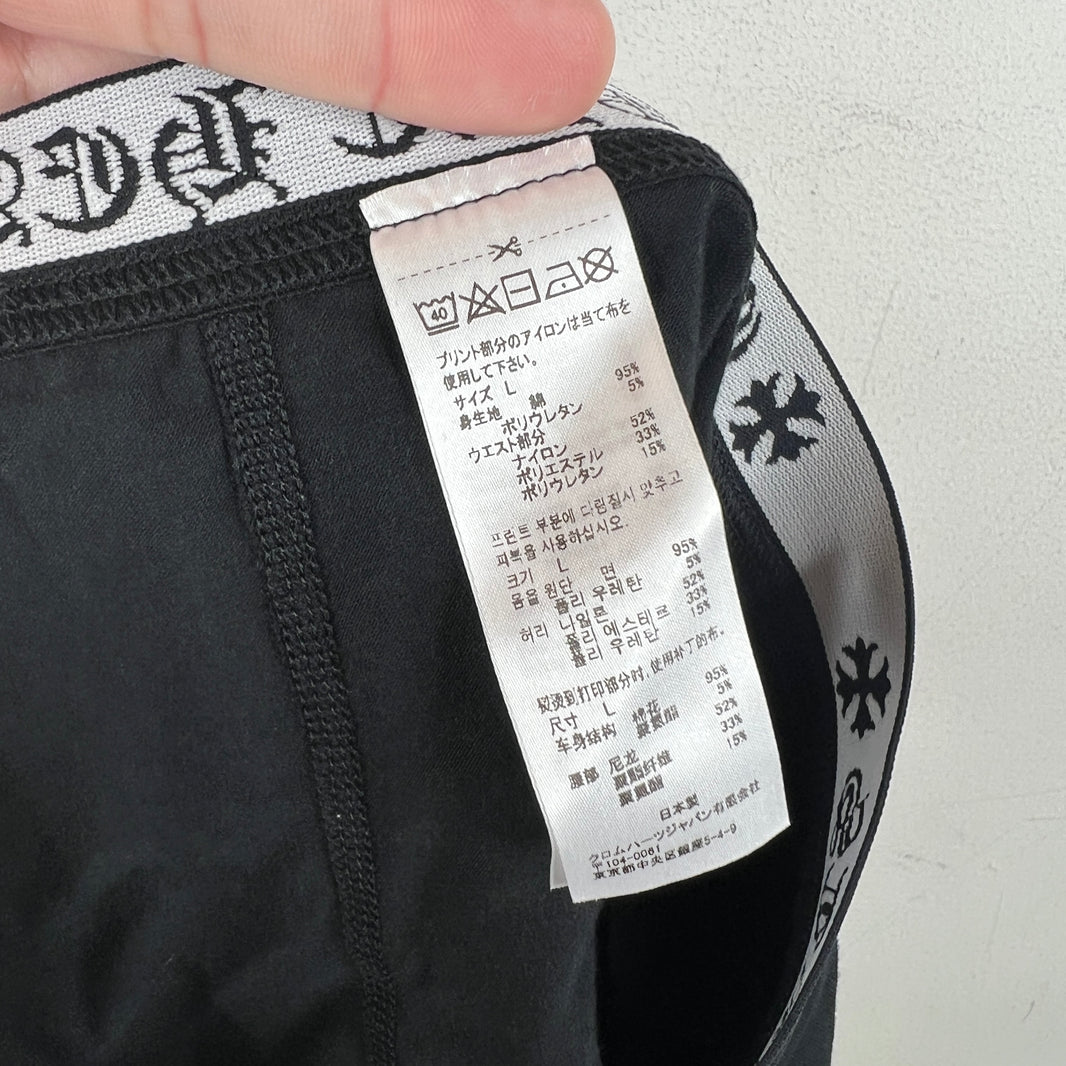 40
プリント部分のアイロンは当て布を
使用して下さい。
サイズ L
身生地 綿 95%
ポリウレタン 5%
ウエスト部分
ナイロン 52%
ポリエステル 33%
ポリウレタン 15%
프린트 부분에 다림질시 맞추고
피복을 사용하십시오.
크기 L
몸을 원단 면 95%
폴리 우레탄 5%
허리 니일론 52%
폴리 에스테르 33%
폴리 우레탄 15%
熨烫到打印部分时，使用补丁的布。
尺寸 L
车身结构 棉花 95%
聚氨酯 5%
腰部 尼龙 52%
聚酯纤维 33%
聚氨酯 15%
日本製
クロムハーツジャパン有限会社
〒104-0061
東京都中央区銀座5-4-9